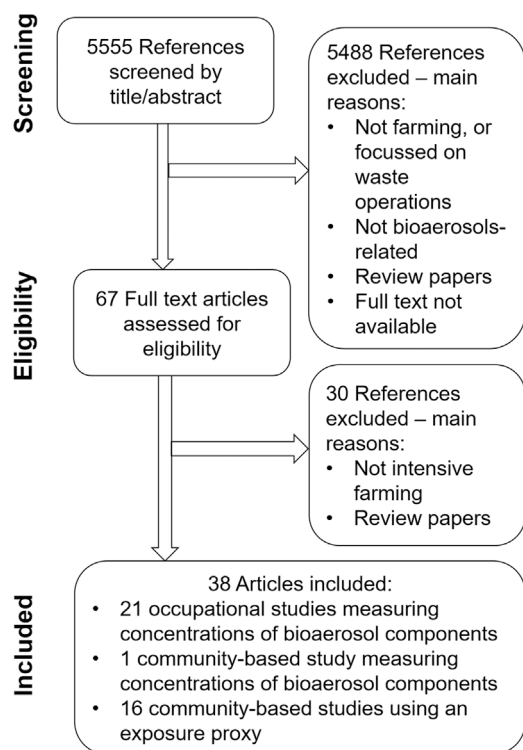 Screening
5555 References
screened by
title/abstract
5488 References
excluded – main
reasons:
• Not farming, or
focussed on
waste
operations
• Not bioaerosols-
related
• Review papers
• Full text not
available
Eligibility
67 Full text articles
assessed for
eligibility
30 References
excluded – main
reasons:
• Not intensive
farming
• Review papers
Included
38 Articles included:
• 21 occupational studies measuring
concentrations of bioaerosol components
• 1 community-based study measuring
concentrations of bioaerosol components
• 16 community-based studies using an
exposure proxy